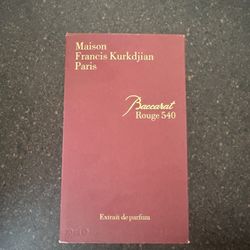 Maison
Francis Kurkdjian
Paris
Baccarat
Rouge 540
Extrait de parfum